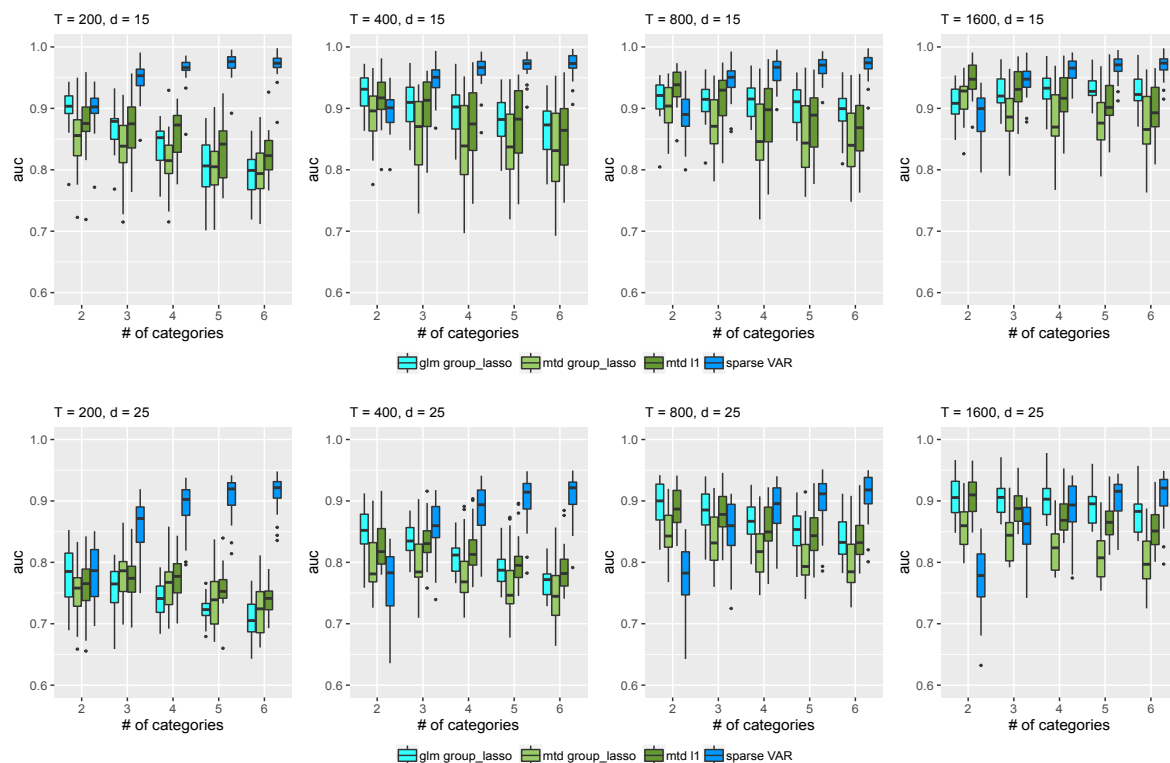 T = 200, d = 15
T = 400, d = 15
T = 800, d = 15
T = 1600, d = 15
auc
1.0
0.9
0.8
0.7
0.6
2 3 4 5 6
# of categories
auc
1.0
0.9
0.8
0.7
0.6
2 3 4 5 6
# of categories
auc
1.0
0.9
0.8
0.7
0.6
2 3 4 5 6
# of categories
auc
1.0
0.9
0.8
0.7
0.6
2 3 4 5 6
# of categories
glm group_lasso mtd group_lasso mtd l1 sparse VAR
T = 200, d = 25
T = 400, d = 25
T = 800, d = 25
T = 1600, d = 25
auc
1.0
0.9
0.8
0.7
0.6
2 3 4 5 6
# of categories
auc
1.0
0.9
0.8
0.7
0.6
2 3 4 5 6
# of categories
auc
1.0
0.9
0.8
0.7
0.6
2 3 4 5 6
# of categories
auc
1.0
0.9
0.8
0.7
0.6
2 3 4 5 6
# of categories
glm group_lasso mtd group_lasso mtd l1 sparse VAR